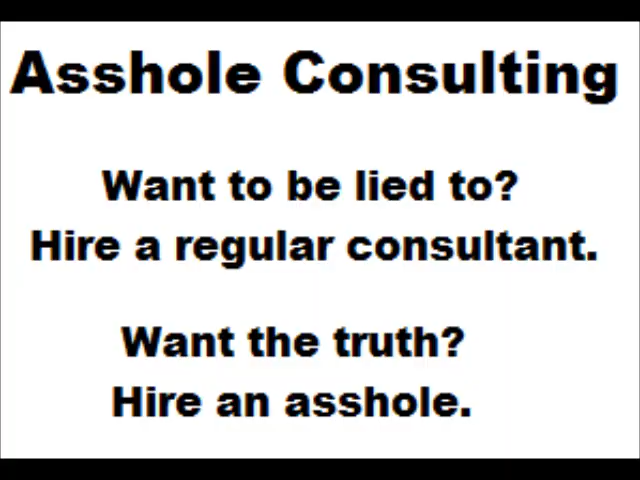 Asshole Consulting
Want to be lied to?
Hire a regular consultant.
Want the truth?
Hire an asshole.